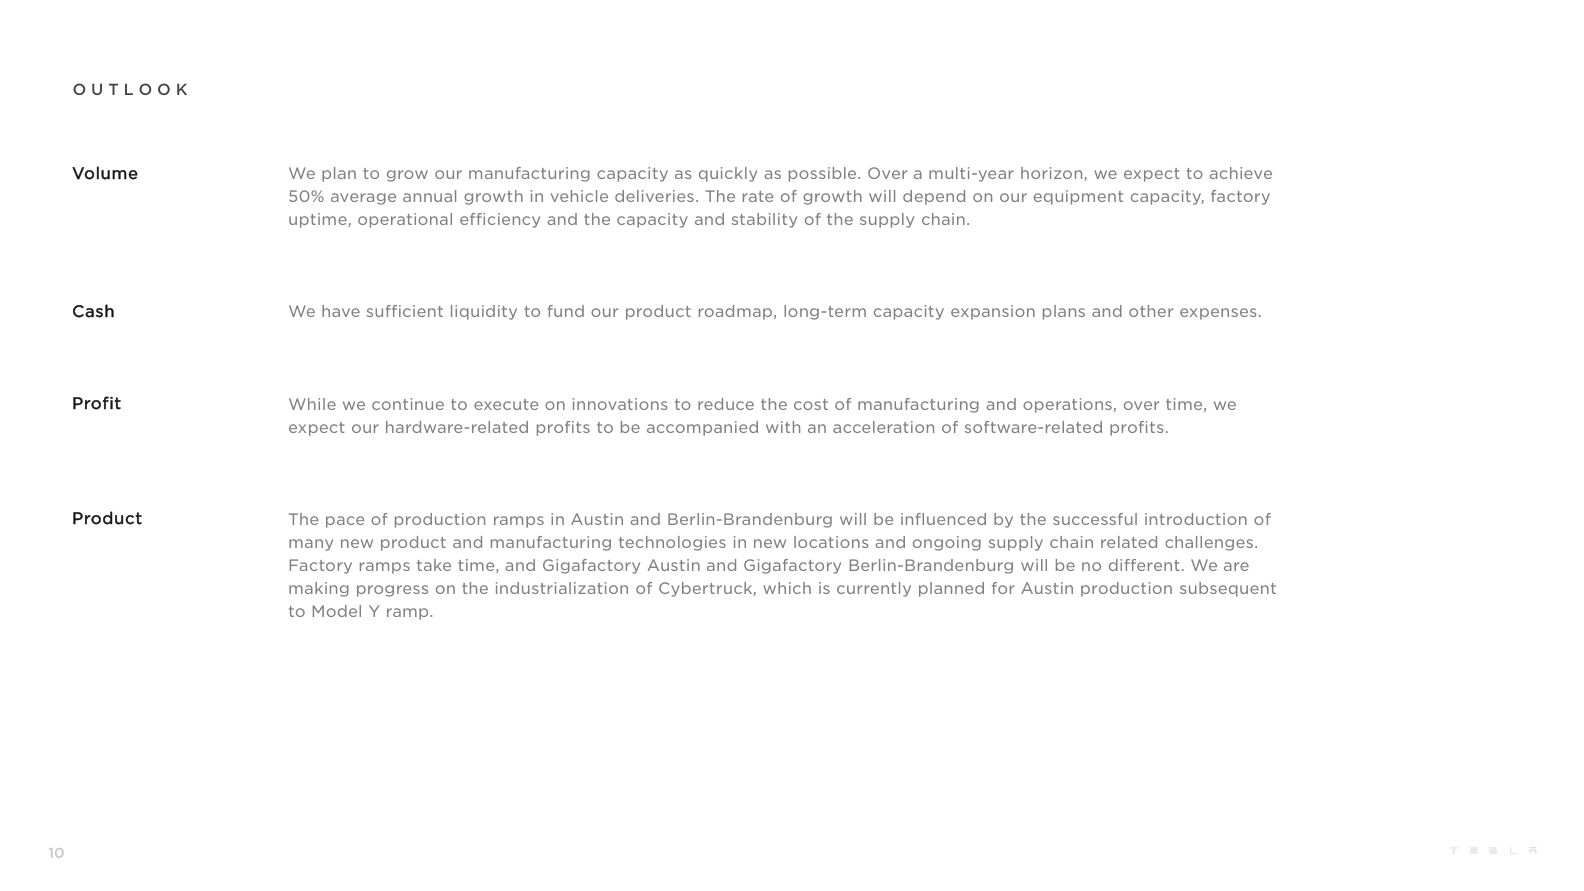 OUTLOOK
Volume
We plan to grow our manufacturing capacity as quickly as possible. Over a multi-year horizon, we expect to achieve
50% average annual growth in vehicle deliveries. The rate of growth will depend on our equipment capacity, factory
uptime, operational efficiency and the capacity and stability of the supply chain.
Cash
We have sufficient liquidity to fund our product roadmap, long-term capacity expansion plans and other expenses.
Profit
While we continue to execute on innovations to reduce the cost of manufacturing and operations, over time, we
expect our hardware-related profits to be accompanied with an acceleration of software-related profits.
Product
The pace of production ramps in Austin and Berlin-Brandenburg will be influenced by the successful introduction of
many new product and manufacturing technologies in new locations and ongoing supply chain related challenges.
Factory ramps take time, and Gigafactory Austin and Gigafactory Berlin-Brandenburg will be no different. We are
making progress on the industrialization of Cybertruck, which is currently planned for Austin production subsequent
to Model Y ramp.
10
TESLA